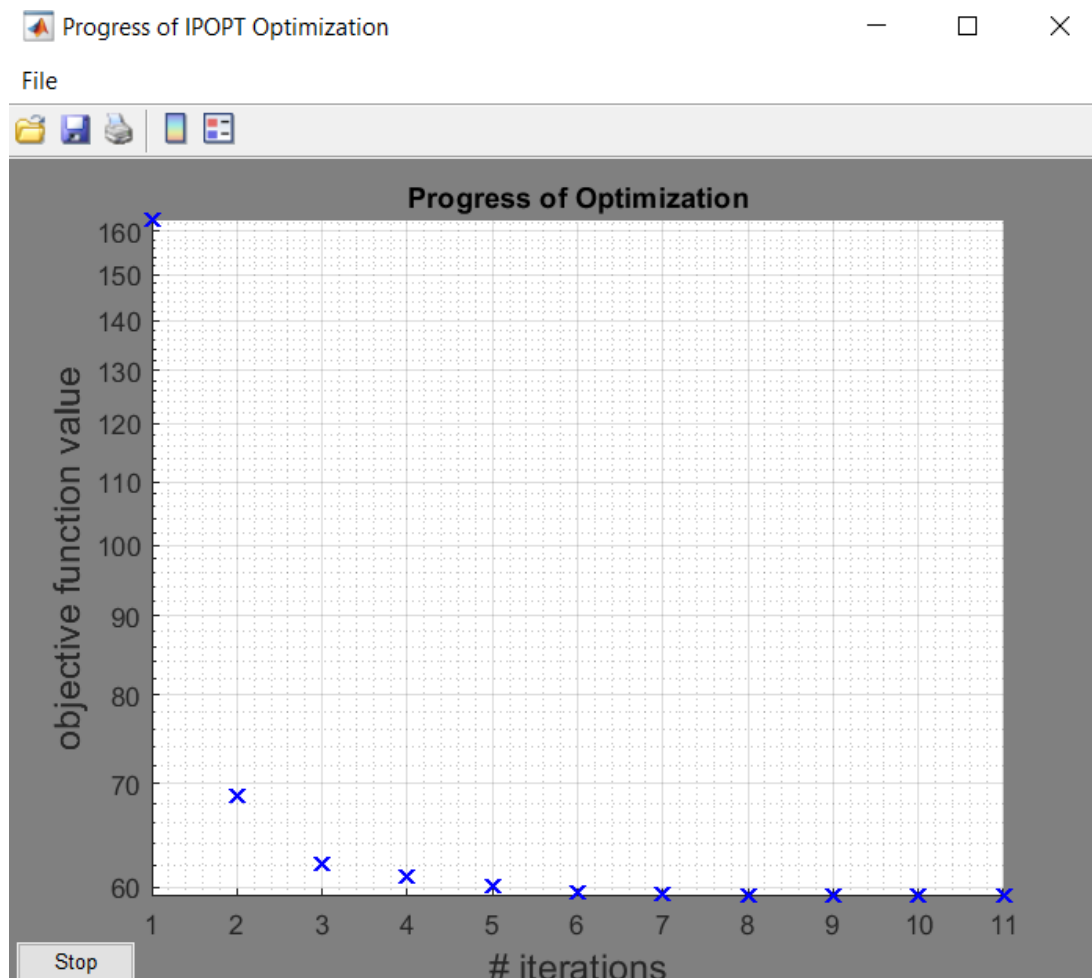 Progress of IPOPT Optimization
File
Progress of Optimization
objective function value
160
150
140
130
120
110
100
90
80
70
60
1 2 3 4 5 6 7 8 9 10 11
# iterations
Stop